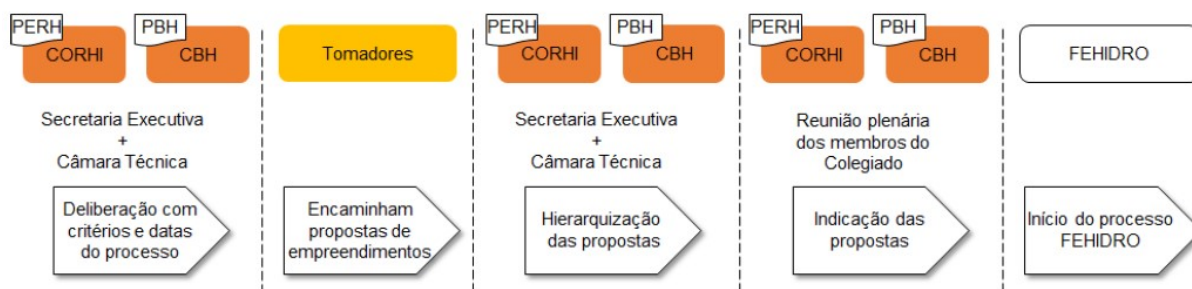 PERH
CORHI
PBH
CBH
Secretaria Executiva
+
Câmara Técnica
Deliberação com
critérios e datas
do processo
Tomadores
Encaminham
propostas de
empreendimentos
PERH
CORHI
PBH
CBH
Secretaria Executiva
+
Câmara Técnica
Hierarquização
das propostas
PERH
CORHI
PBH
CBH
Reunião plenária
dos membros do
Colegiado
Indicação das
propostas
FEHIDRO
Início do processo
FEHIDRO